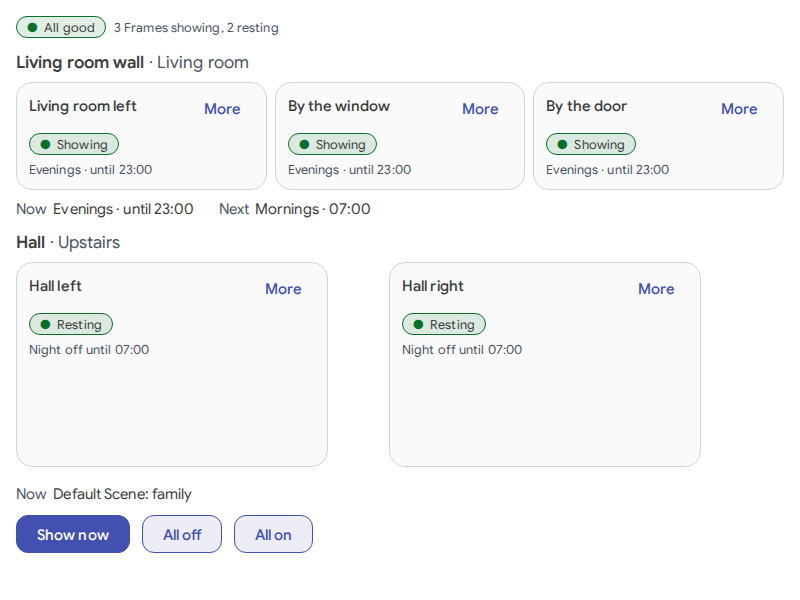 All good 3 Frames showing, 2 resting
Living room wall · Living room
Living room left More By the window More By the door More
Showing Showing Showing
Evenings · until 23:00 Evenings · until 23:00 Evenings · until 23:00
Now Evenings · until 23:00 Next Mornings · 07:00
Hall · Upstairs
Hall left More Hall right More
Resting Resting
Night off until 07:00 Night off until 07:00
Now Default Scene: family
Show now All off All on